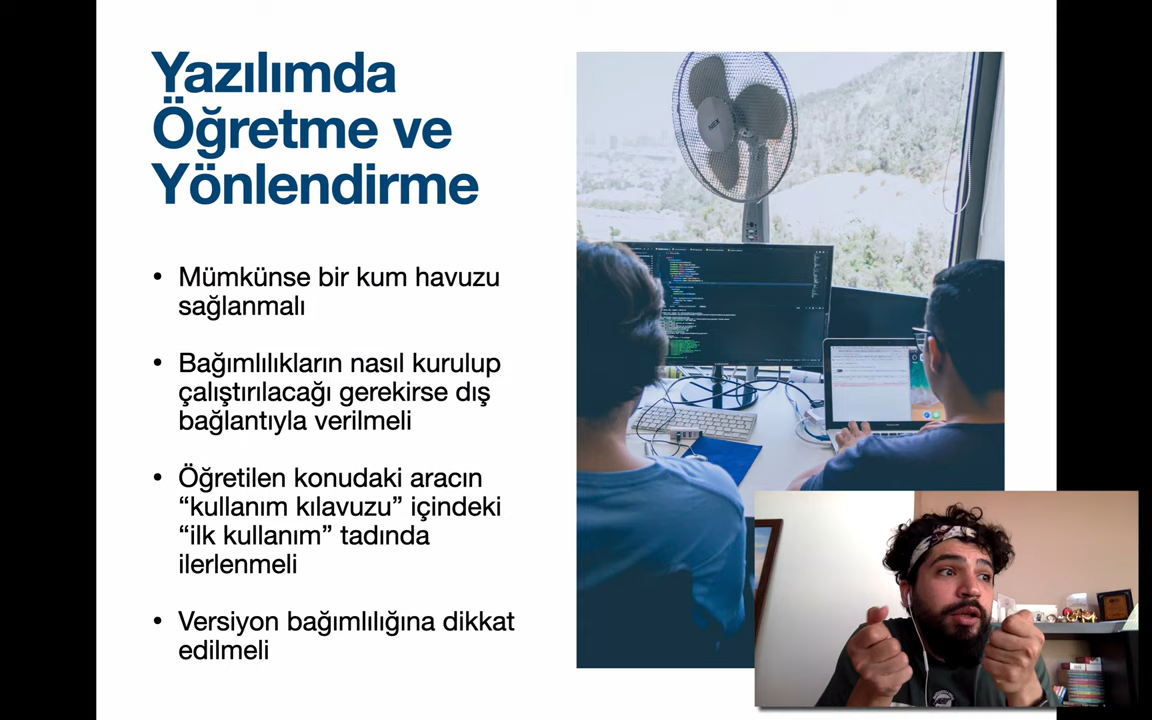 Yazılımda
Öğretme ve
Yönlendirme
• Mümkünse bir kum havuzu
sağlanmalı
• Bağımlılıkların nasıl kurulup
çalıştırılacağı gerekirse dış
bağlantıyla verilmeli
• Öğretilen konudaki aracın
“kullanım kılavuzu” içindeki
“ilk kullanım” tadında
ilerlenmeli
• Versiyon bağımlılığına dikkat
edilmeli